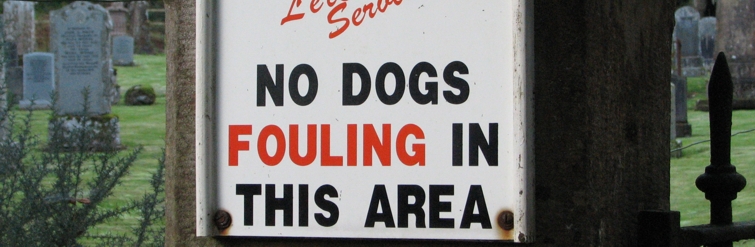 NO DOGS
FOULING IN
THIS AREA